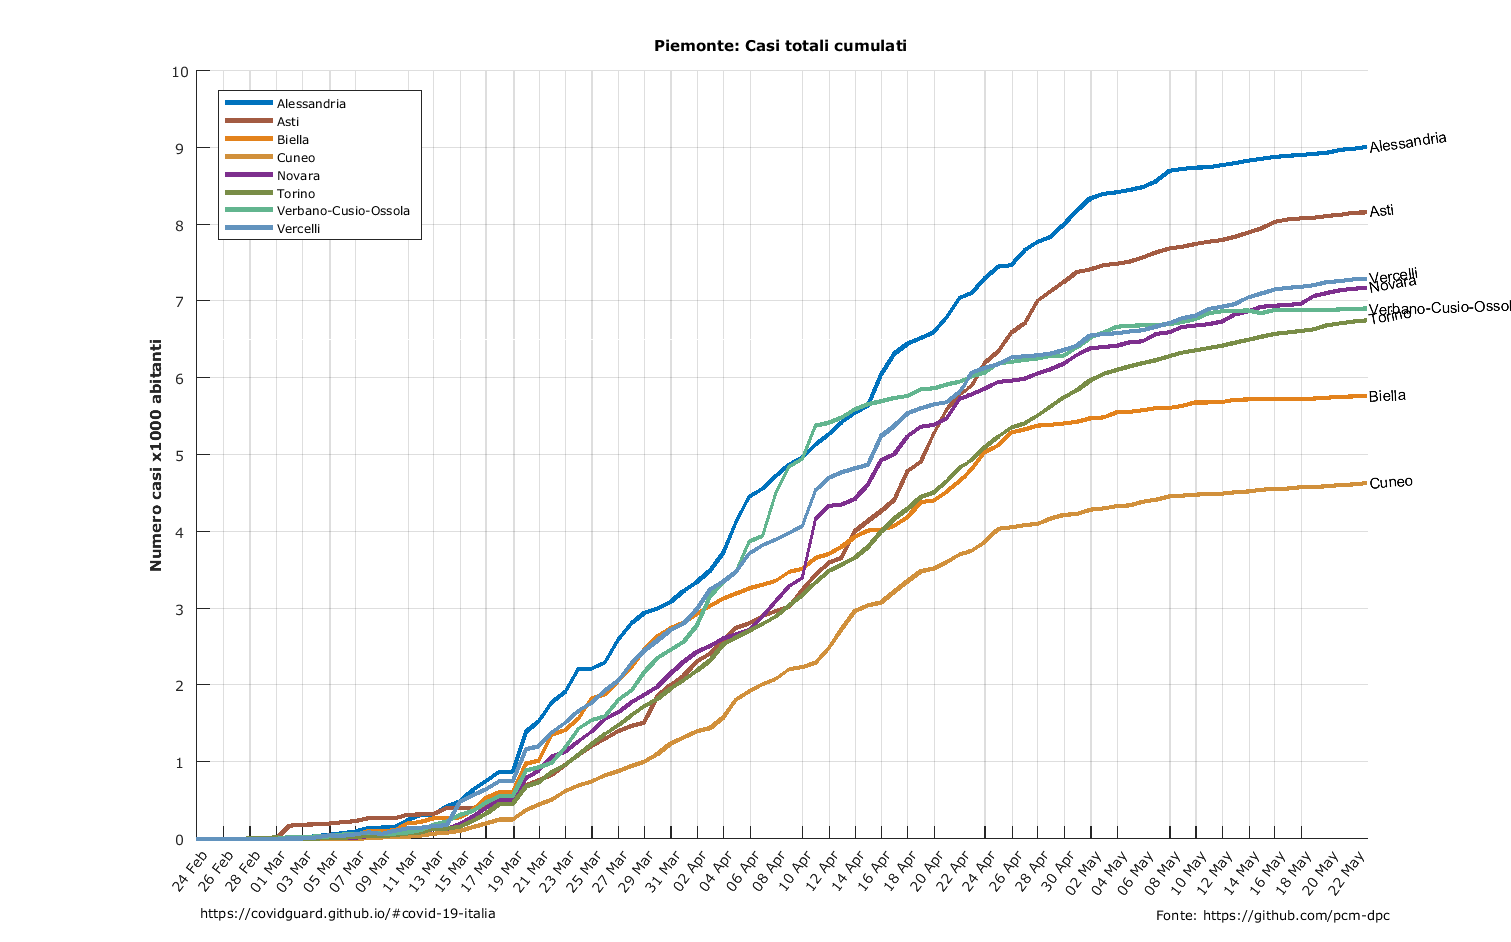 Piemonte: Casi totali cumulati
Numero casi x1000 abitanti
10
9
8
7
6
5
4
3
2
1
0
Alessandria
Asti
Biella
Cuneo
Novara
Torino
Verbano-Cusio-Ossola
Vercelli
Alessandria
Asti
Vercelli
Novara
Verbano-Cusio-Ossol
Torino
Biella
Cuneo
24 Feb
26 Feb
28 Feb
01 Mar
03 Mar
05 Mar
07 Mar
09 Mar
11 Mar
13 Mar
15 Mar
17 Mar
19 Mar
21 Mar
23 Mar
25 Mar
27 Mar
29 Mar
31 Mar
02 Apr
04 Apr
06 Apr
08 Apr
10 Apr
12 Apr
14 Apr
16 Apr
18 Apr
20 Apr
22 Apr
24 Apr
26 Apr
28 Apr
30 Apr
02 May
04 May
06 May
08 May
10 May
12 May
14 May
16 May
18 May
20 May
22 May
https://covidguard.github.io/#covid-19-italia
Fonte: https://github.com/pcm-dpc